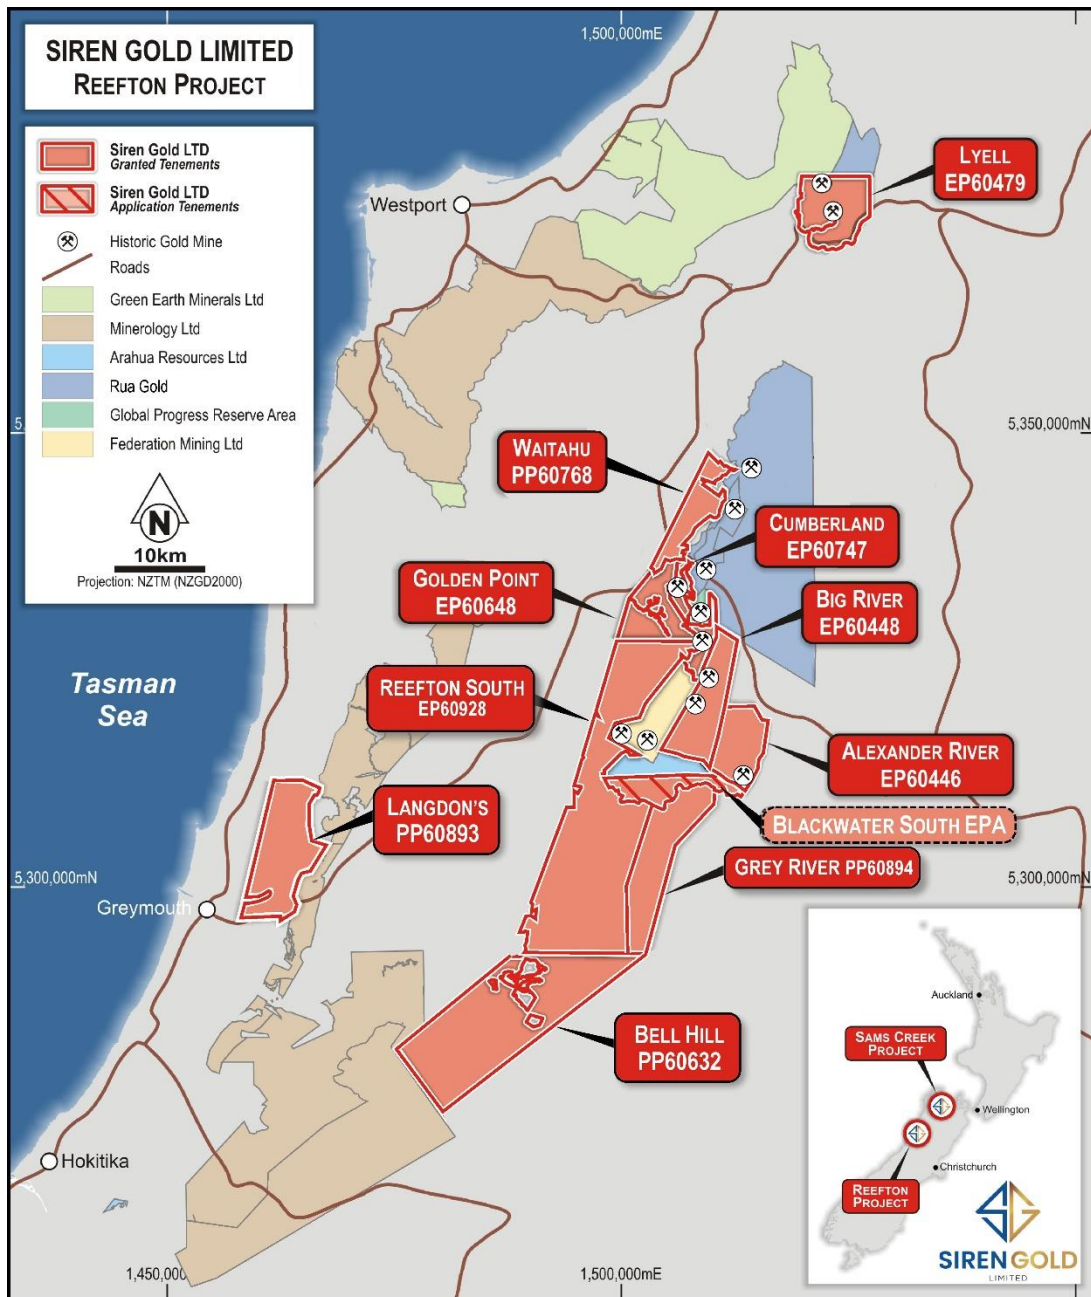 SIREN GOLD LIMITED
REEFTON PROJECT
1,500,000mE
Siren Gold LTD
Granted Tenements
Siren Gold LTD
Application Tenements
Historic Gold Mine
Roads
Green Earth Minerals Ltd
Minerology Ltd
Arahua Resources Ltd
Rua Gold
Global Progress Reserve Area
Federation Mining Ltd
N
10km
Projection: NZTM (NZGD2000)
Westport
LYELL
EP60479
5,350,000mN
WAITAHU
PP60768
CUMBERLAND
EP60747
GOLDEN POINT
EP60648
BIG RIVER
EP60448
REEFTON SOUTH
EP60928
Tasman
Sea
ALEXANDER RIVER
EP60446
LANGDON'S
PP60893
BLACKWATER SOUTH EPA
GREY RIVER PP60894
5,300,000mN
5,300,000mN
Greymouth
BELL HILL
PP60632
Hokitika
1,450,000
1,500,000mE
Auckland
SAMS CREEK
PROJECT
Wellington
Christchurch
REEFTON
PROJECT
SIREN GOLD
LIMITED